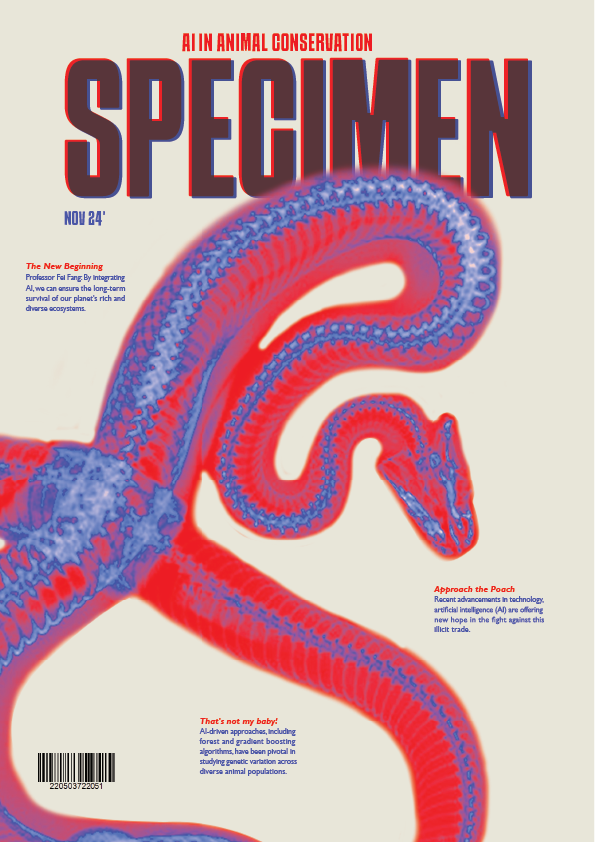 AI IN ANIMAL CONSERVATION
SPECIMEN
NOV 24'
The New Beginning
Professor Fei Fang: By integrating
AI, we can ensure the long-term
survival of our planet's rich and
diverse ecosystems.
Approach the Poach
Recent advancements in technology,
artificial intelligence (AI) are offering
new hope in the fight against this
illicit trade.
That's not my baby!
AI-driven approaches, including
forest and gradient boosting
algorithms, have been pivotal in
studying genetic variation across
diverse animal populations.
220503722051